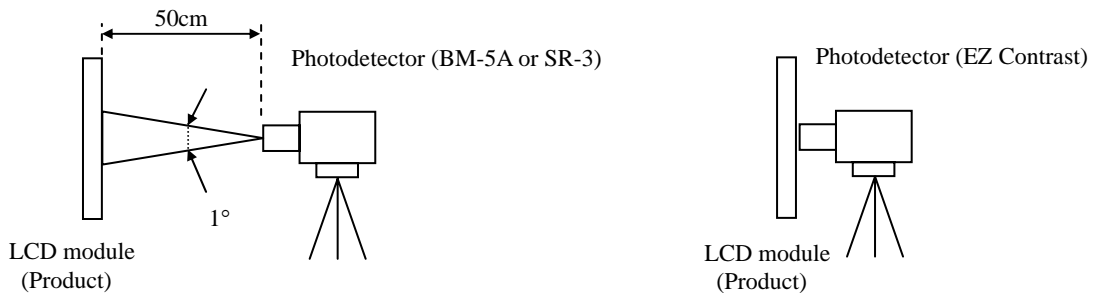 50cm
Photodetector (BM-5A or SR-3)
1°
LCD module
(Product)
Photodetector (EZ Contrast)
LCD module
(Product)